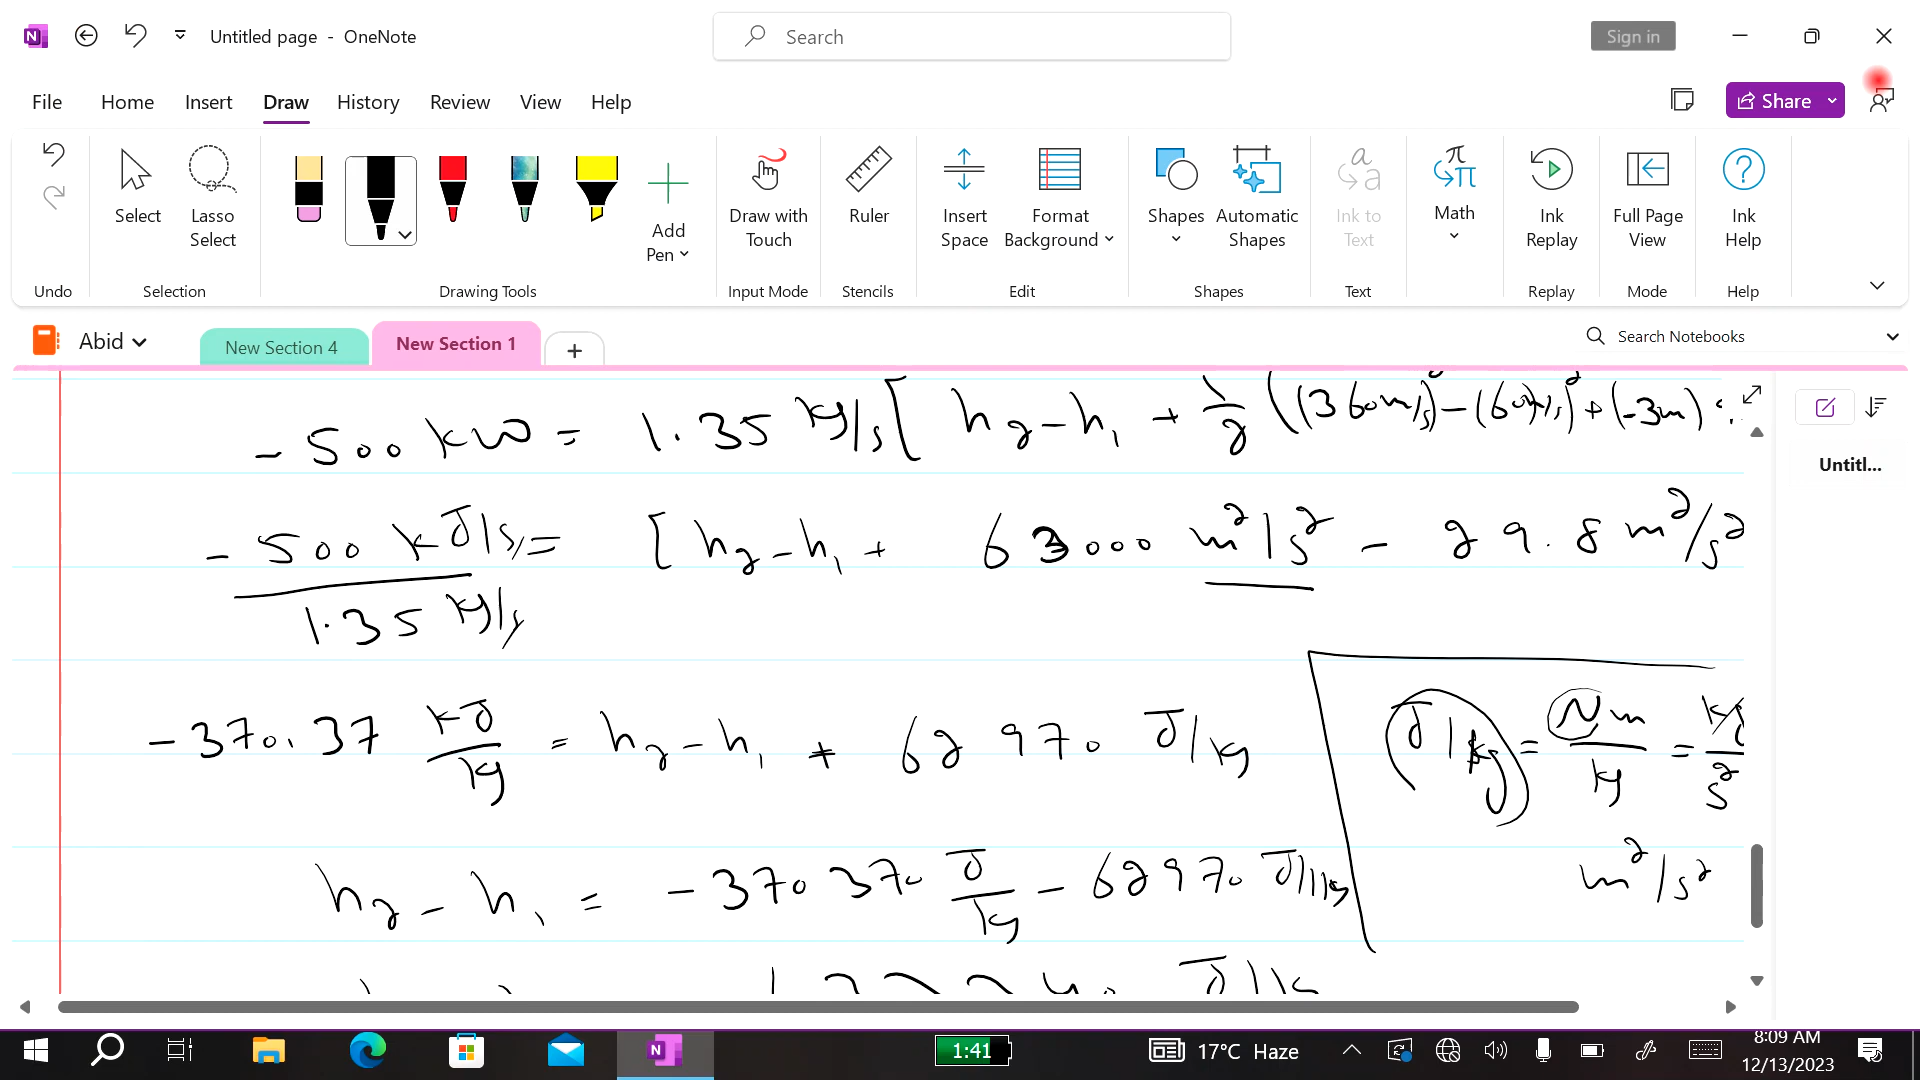 Untitled page - OneNote
Search
Sign in
File Home Insert Draw History Review View Help
Share
Select
Lasso Select
Add Pen
Draw with Touch
Ruler
Insert Space
Format Background
Shapes
Automatic Shapes
Ink to Text
Math
Ink Replay
Full Page View
Ink Help
Undo Selection Drawing Tools Input Mode Stencils Edit Shapes Text Replay Mode Help
Abid
New Section 4
New Section 1
Search Notebooks
Untitl...
- 500 kW = 1.35 kg/s [ h2 - h1 + 1/2 ((360m/s)² - (60m/s)² + (-3m)
- 500 kJ/s / 1.35 kg/s = [ h2 - h1 + 63000 m²/s² - 29.8 m²/s²
- 370.37 kJ/kg = h2 - h1 + 62970 J/kg
J/kg = Nm/kg =
m²/s²
h2 - h1 = - 370370 J/kg - 62970 J/kg
1:41
17°C Haze
8:09 AM
12/13/2023